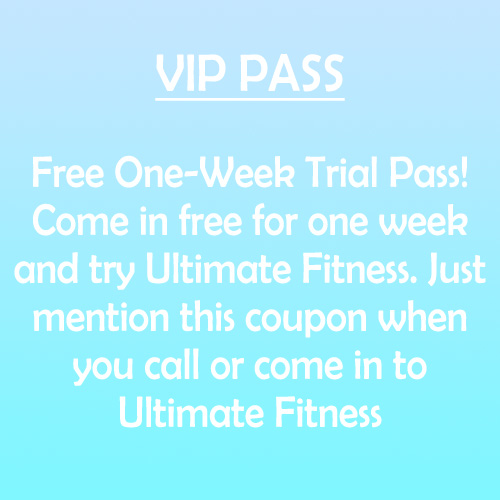 VIP PASS
Free One-Week Trial Pass!
Come in free for one week
and try Ultimate Fitness. Just
mention this coupon when
you call or come in to
Ultimate Fitness